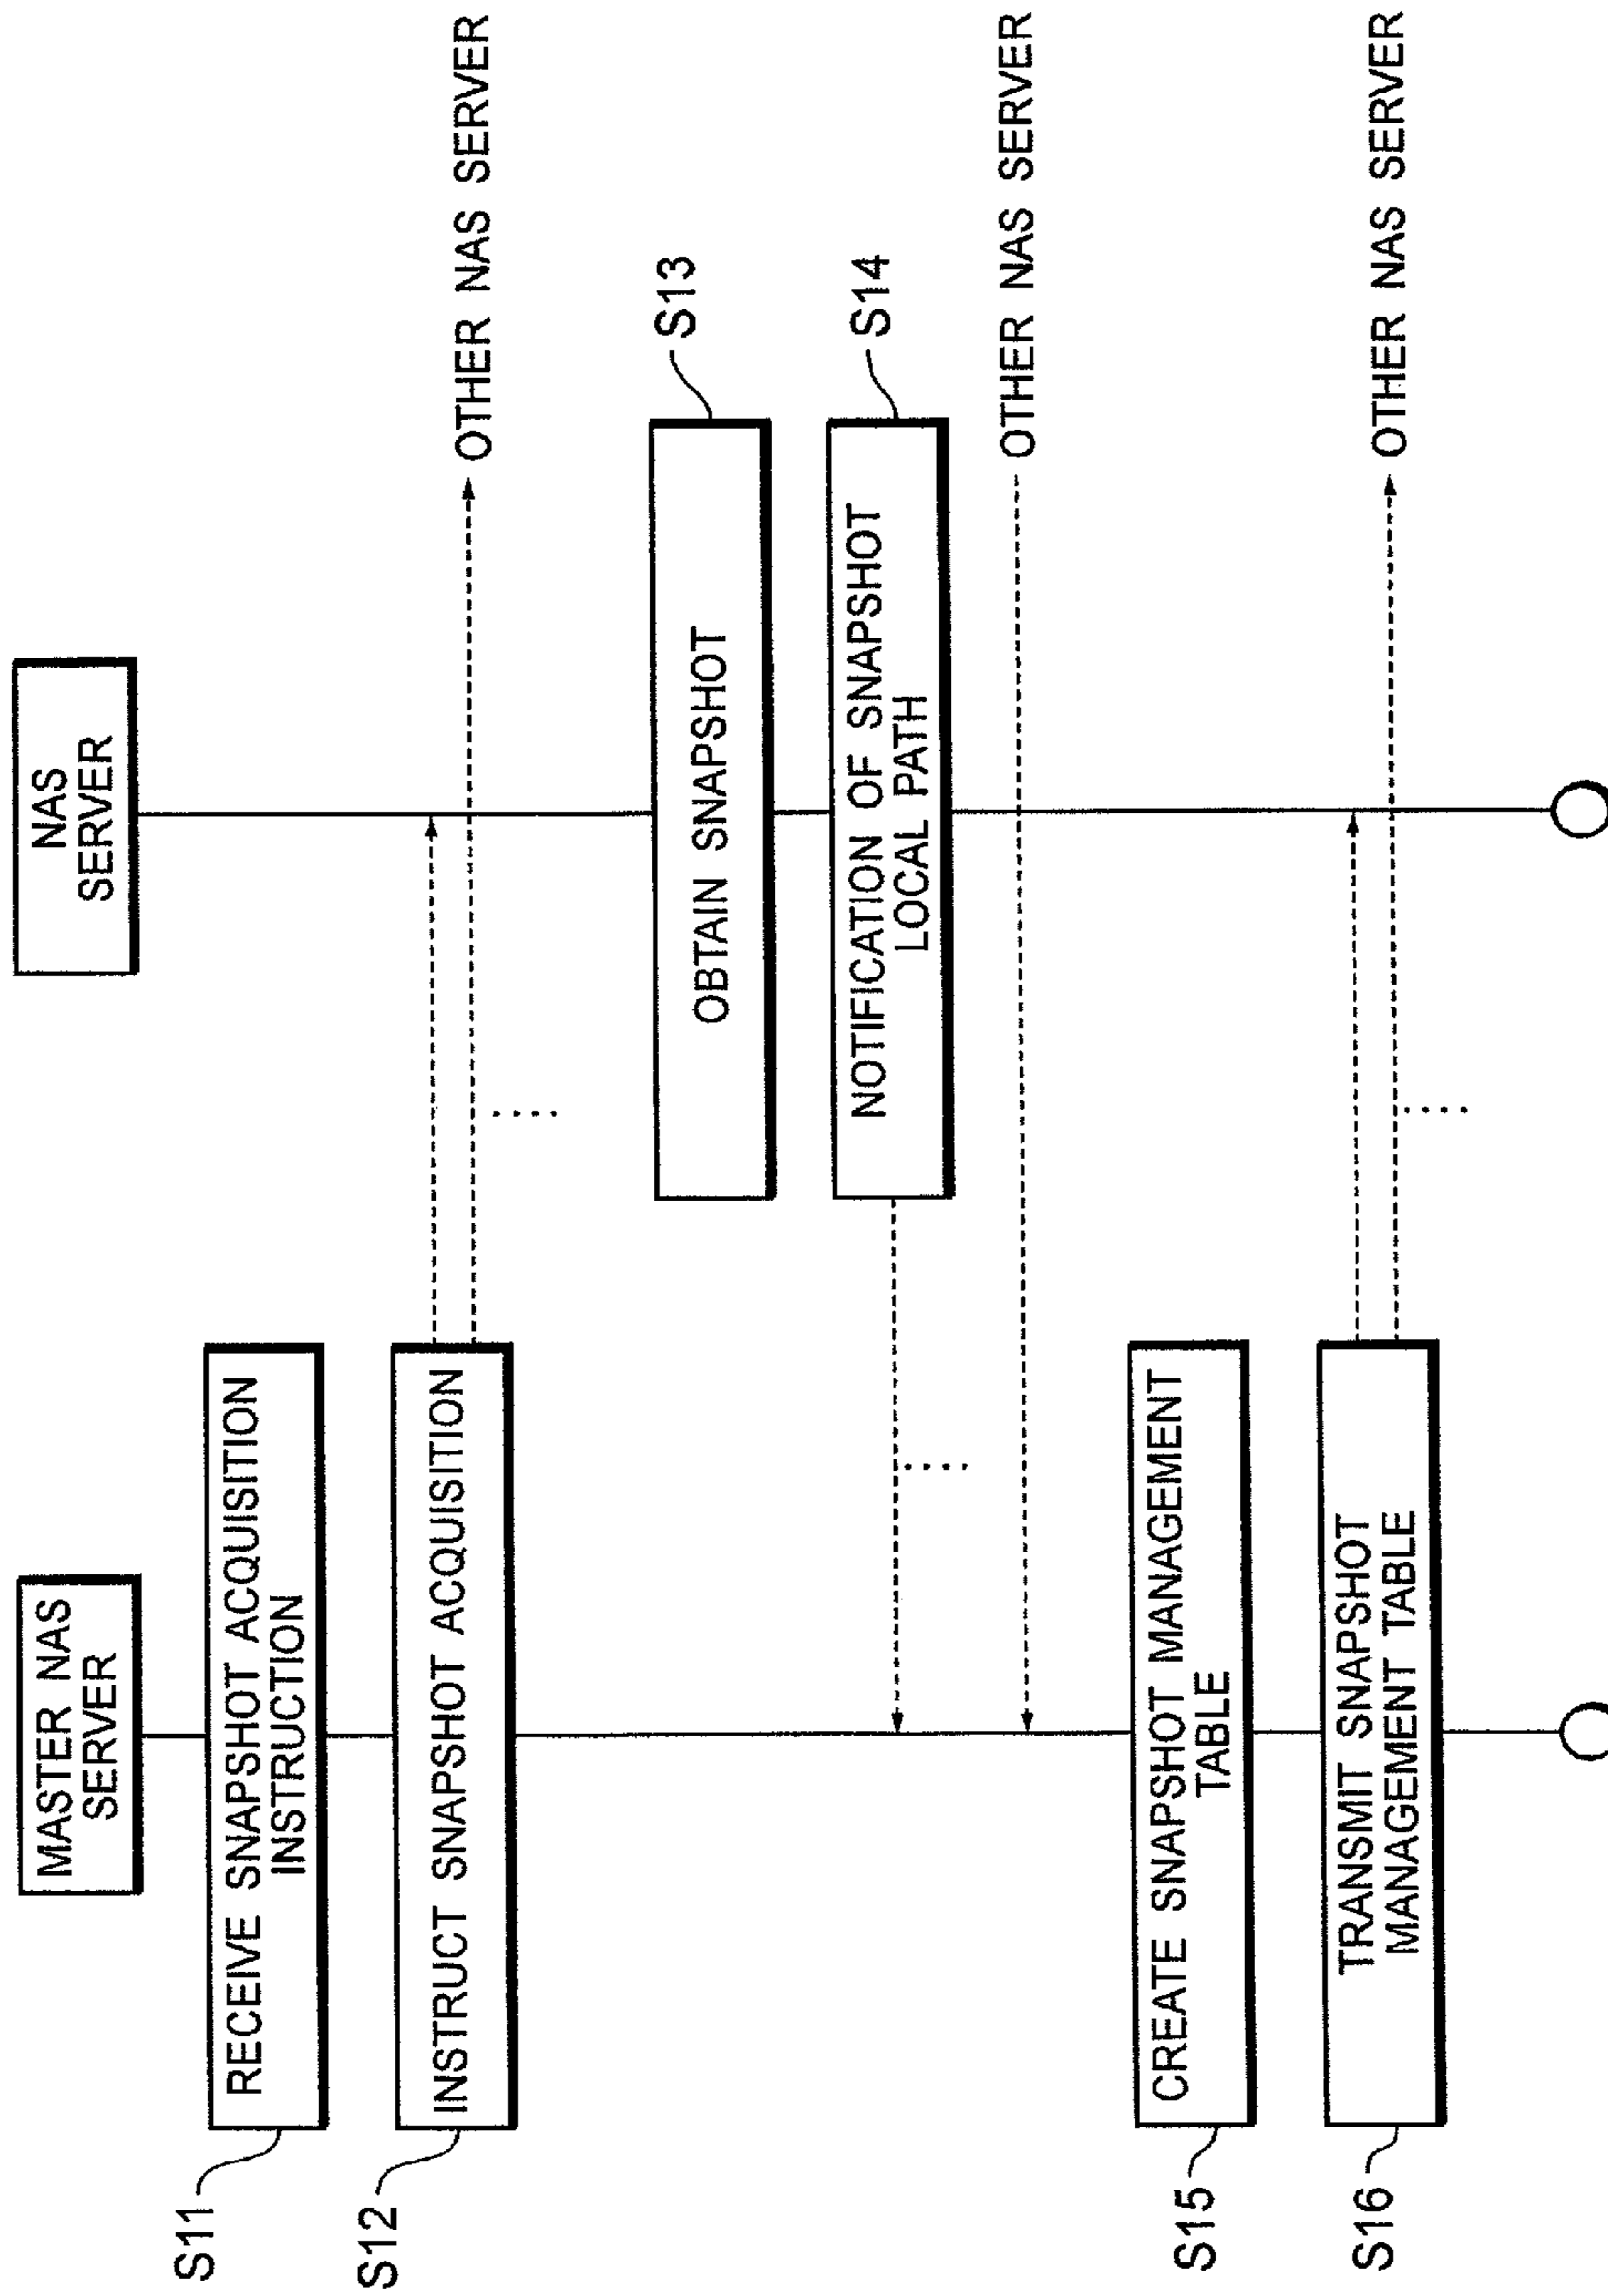 MASTER NAS
SERVER
NAS
SERVER
S11
RECEIVE SNAPSHOT ACQUISITION
INSTRUCTION
S12
INSTRUCT SNAPSHOT ACQUISITION
OTHER NAS SERVER
OBTAIN SNAPSHOT
S13
NOTIFICATION OF SNAPSHOT
LOCAL PATH
S14
OTHER NAS SERVER
S15
CREATE SNAPSHOT MANAGEMENT
TABLE
S16
TRANSMIT SNAPSHOT
MANAGEMENT TABLE
OTHER NAS SERVER